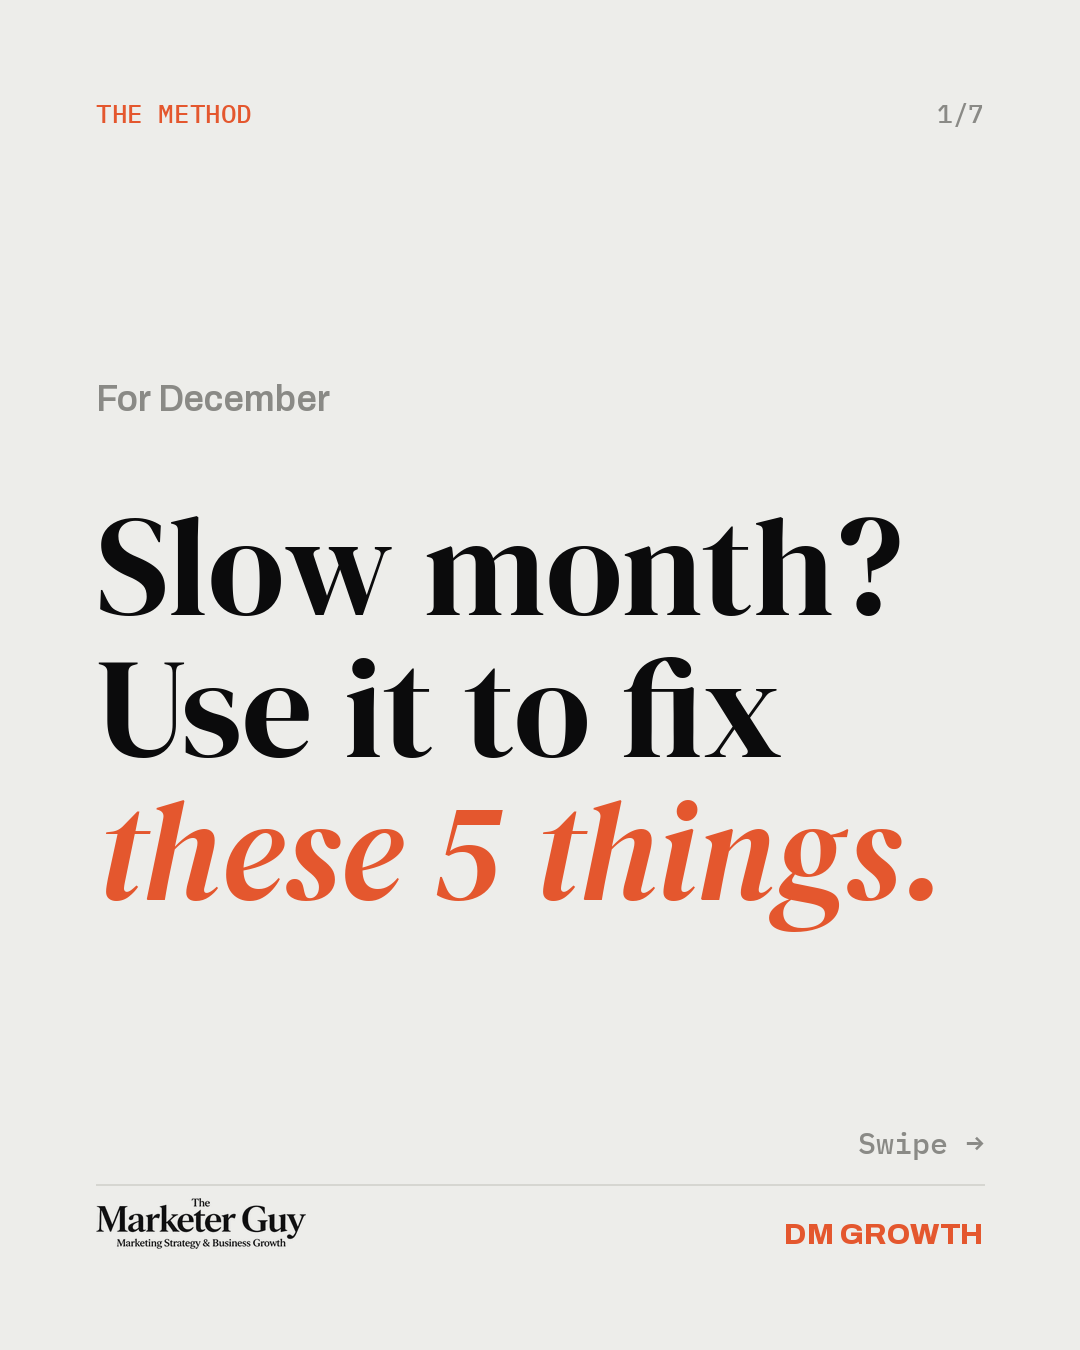 THE METHOD
1/7
For December
Slow month?
Use it to fix
these 5 things.
Swipe →
The
Marketer Guy
Marketing Strategy & Business Growth
DM GROWTH